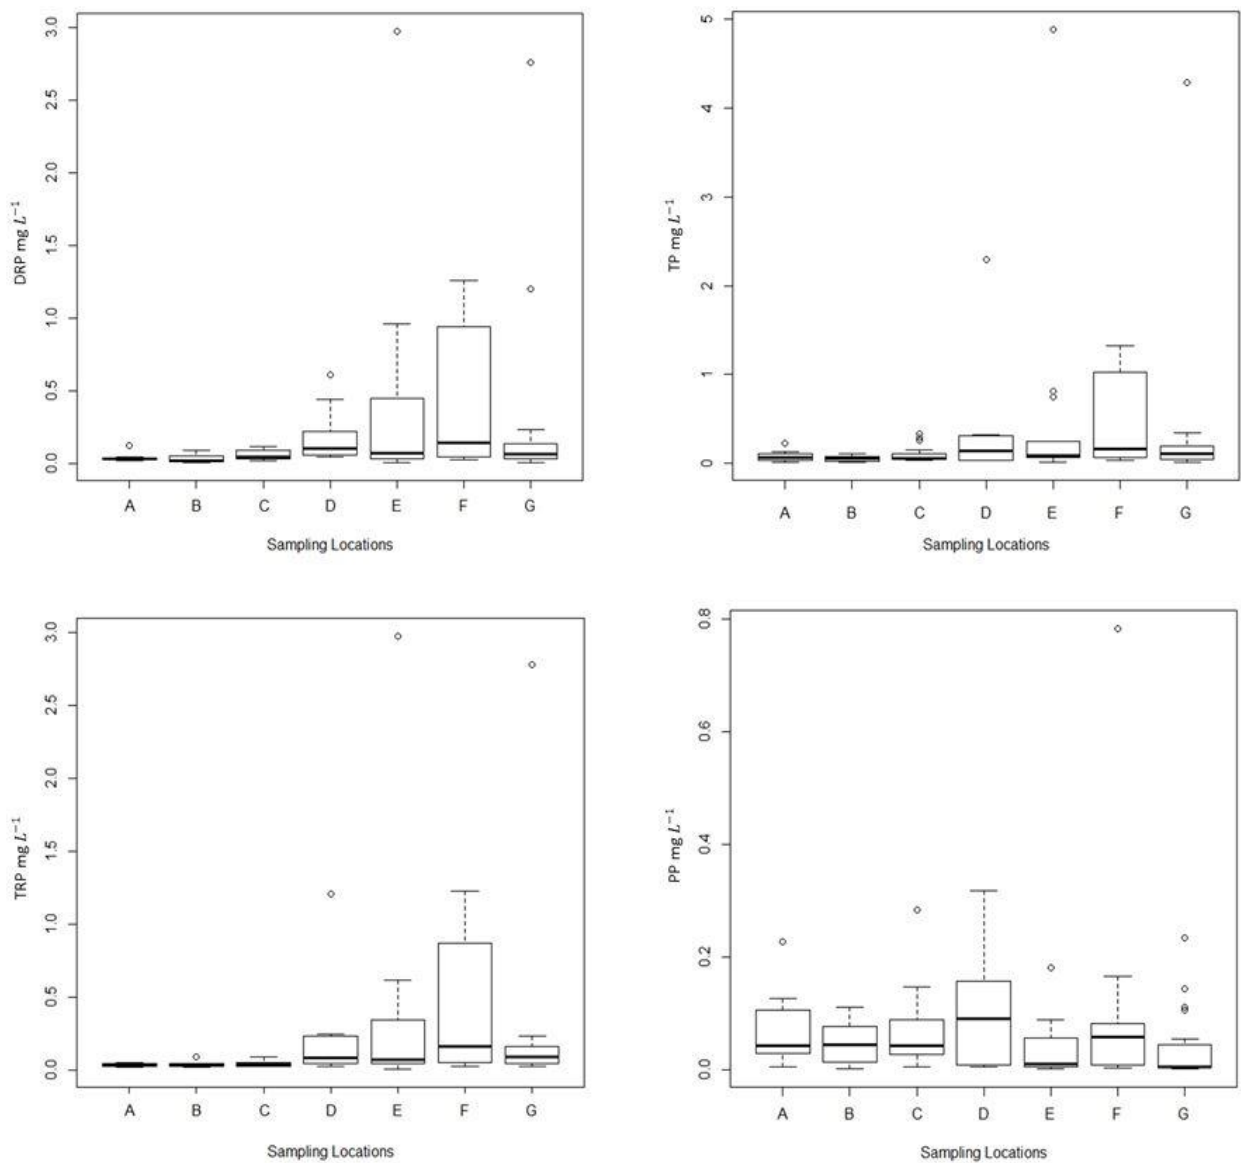 DRP mg L⁻¹
3.0
2.5
2.0
1.5
1.0
0.5
0.0
A B C D E F G
Sampling Locations
TP mg L⁻¹
5
4
3
2
1
0
A B C D E F G
Sampling Locations
TRP mg L⁻¹
3.0
2.5
2.0
1.5
1.0
0.5
0.0
A B C D E F G
Sampling Locations
PP mg L⁻¹
0.8
0.6
0.4
0.2
0.0
A B C D E F G
Sampling Locations